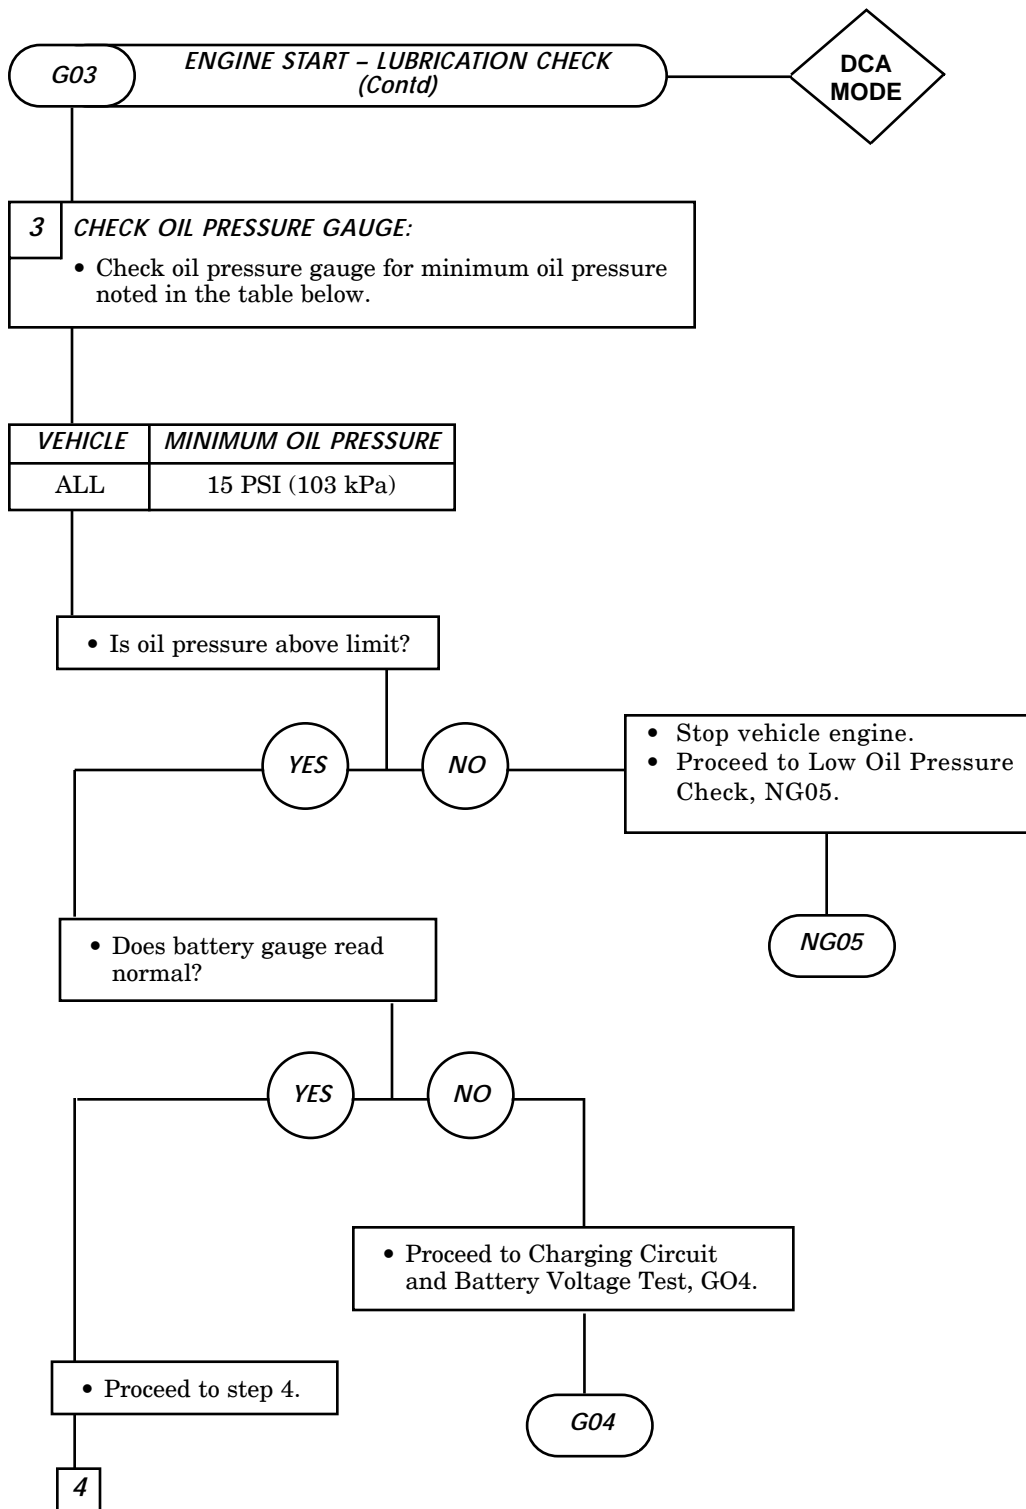 G03
ENGINE START – LUBRICATION CHECK
(Contd)
DCA
MODE
3
CHECK OIL PRESSURE GAUGE:
• Check oil pressure gauge for minimum oil pressure
noted in the table below.
VEHICLE MINIMUM OIL PRESSURE
ALL 15 PSI (103 kPa)
• Is oil pressure above limit?
YES
NO
• Stop vehicle engine.
• Proceed to Low Oil Pressure
Check, NG05.
NG05
• Does battery gauge read
normal?
YES
NO
• Proceed to Charging Circuit
and Battery Voltage Test, GO4.
G04
• Proceed to step 4.
4